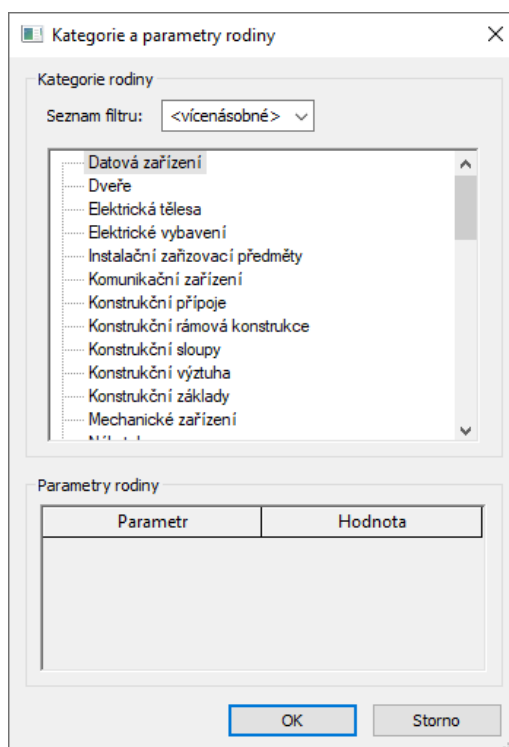 Kategorie a parametry rodiny
Kategorie rodiny
Seznam filtru: <vícenásobné>
Datová zařízení
Dveře
Elektrická tělesa
Elektrické vybavení
Instalační zařizovací předměty
Komunikační zařízení
Konstrukční přípoje
Konstrukční rámová konstrukce
Konstrukční sloupy
Konstrukční výztuha
Konstrukční základy
Mechanické zařízení
Parametry rodiny
Parametr Hodnota
OK Storno